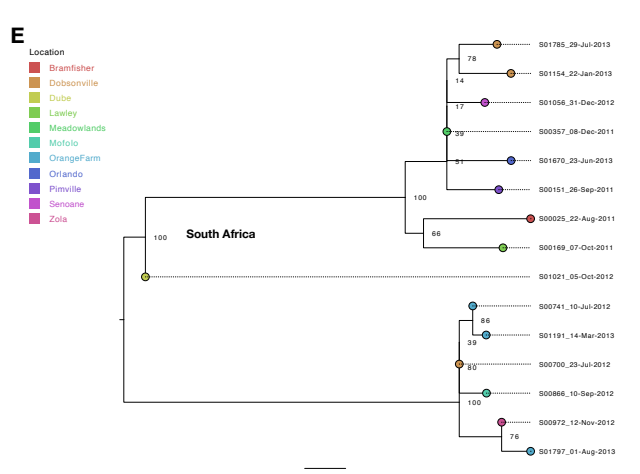 E
Location
Bramfisher
Dobsonville
Dube
Lawley
Meadowlands
Mofolo
OrangeFarm
Orlando
Pimville
Senoane
Zola
South Africa
S01785_29-Jul-2013
78
S01154_22-Jan-2013
14
S01056_31-Dec-2012
17
S00357_08-Dec-2011
39
S01670_23-Jun-2013
51
S00151_26-Sep-2011
100
S00025_22-Aug-2011
66
S00169_07-Oct-2011
100
S01021_05-Oct-2012
S00741_10-Jul-2012
86
S01191_14-Mar-2013
39
S00700_23-Jul-2012
80
S00866_10-Sep-2012
100
S00972_12-Nov-2012
76
S01797_01-Aug-2013